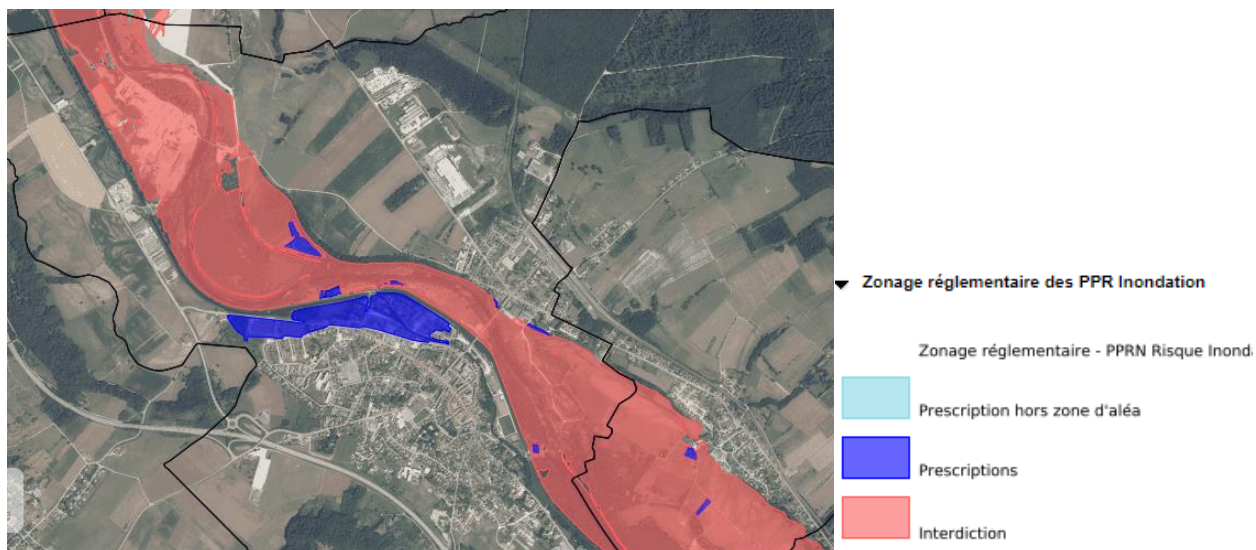 Zonage réglementaire des PPR Inondation
Zonage réglementaire - PPRN Risque Inond
Prescription hors zone d'aléa
Prescriptions
Interdiction